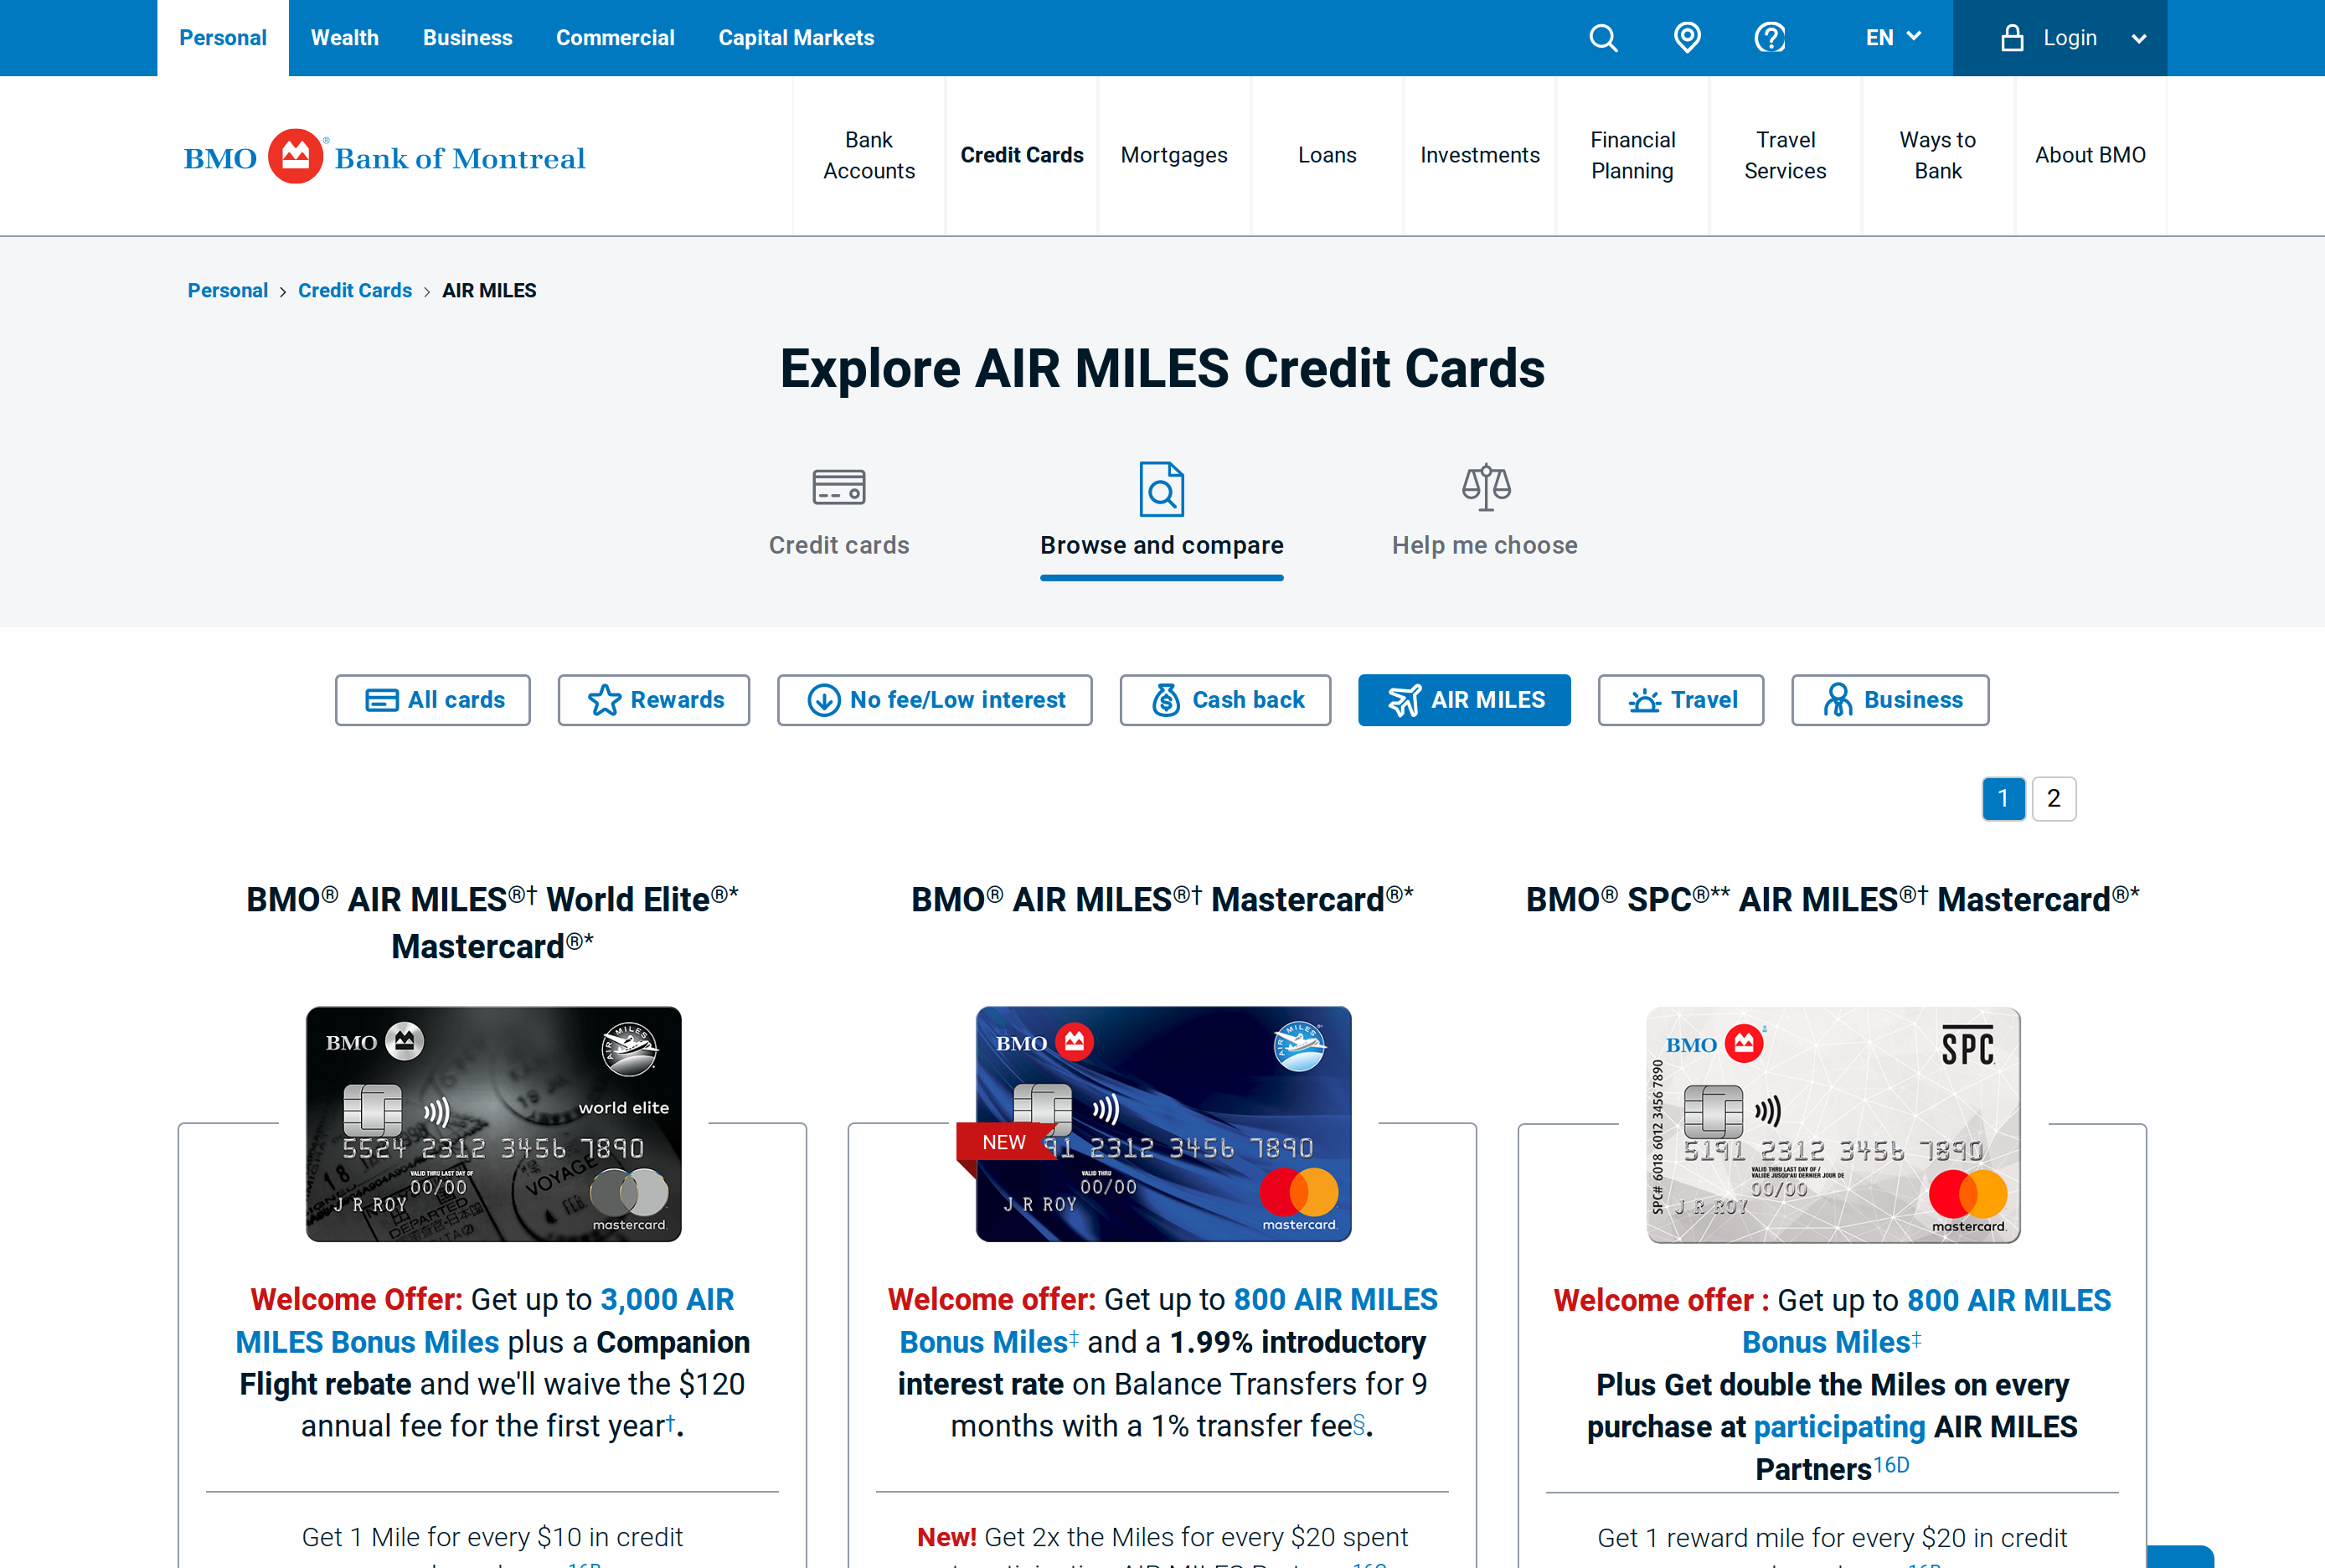 Personal Wealth Business Commercial Capital Markets EN Login
BMO Bank of Montreal®
Bank Accounts Credit Cards Mortgages Loans Investments Financial Planning Travel Services Ways to Bank About BMO
Personal > Credit Cards > AIR MILES
Explore AIR MILES Credit Cards
Credit cards Browse and compare Help me choose
All cards Rewards No fee/Low interest Cash back AIR MILES Travel Business
1 2
BMO® AIR MILES®† World Elite®*
Mastercard®*
BMO
AIR MILES
world elite
5524 2312 3456 7890
VALID THRU LAST DAY OF
00/00
J R ROY
VOYAGE
DEPARTED
mastercard.
Welcome Offer: Get up to 3,000 AIR
MILES Bonus Miles plus a Companion
Flight rebate and we'll waive the $120
annual fee for the first year†.
Get 1 Mile for every $10 in credit
BMO® AIR MILES®† Mastercard®*
BMO
AIR MILES
NEW
91 2312 3456 7890
VALID THRU
00/00
J R ROY
mastercard.
Welcome offer: Get up to 800 AIR MILES
Bonus Miles‡ and a 1.99% introductory
interest rate on Balance Transfers for 9
months with a 1% transfer fee§.
New! Get 2x the Miles for every $20 spent
BMO® SPC®** AIR MILES®† Mastercard®*
BMO
SPC
SPC# 6018 6012 3456 7890
5191 2312 3456 7890
VALID THRU LAST DAY OF /
VALIDE JUSQU'AU DERNIER JOUR DE
00/00
J R ROY
mastercard.
Welcome offer : Get up to 800 AIR MILES
Bonus Miles‡
Plus Get double the Miles on every
purchase at participating AIR MILES
Partners16D
Get 1 reward mile for every $20 in credit